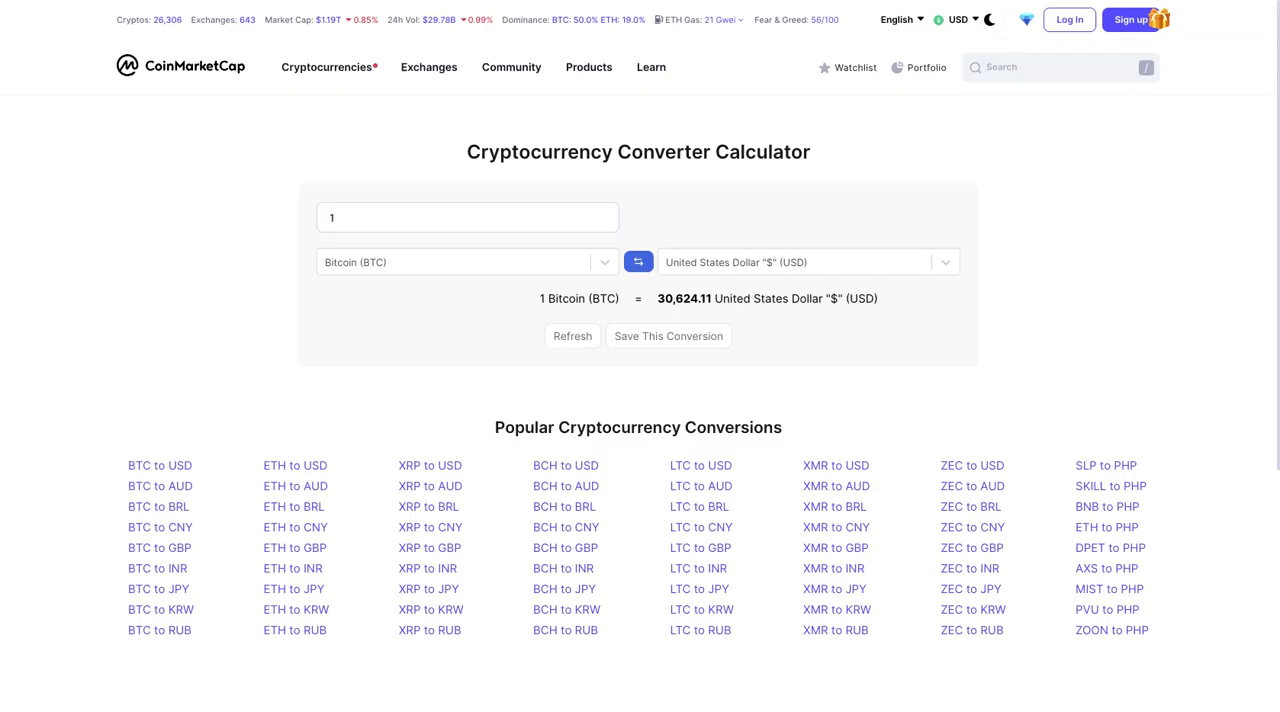 Cryptos: 26,306 Exchanges: 643 Market Cap: $1.19T 0.85% 24h Vol: $29.78B 0.99% Dominance: BTC: 50.0% ETH: 19.0% ETH Gas: 21 Gwei Fear & Greed: 56/100 English USD Log In Sign up
CoinMarketCap Cryptocurrencies Exchanges Community Products Learn Watchlist Portfolio Search /
Cryptocurrency Converter Calculator
1
Bitcoin (BTC) United States Dollar "$" (USD)
1 Bitcoin (BTC) = 30,624.11 United States Dollar "$" (USD)
Refresh Save This Conversion
Popular Cryptocurrency Conversions
BTC to USD ETH to USD XRP to USD BCH to USD LTC to USD XMR to USD ZEC to USD SLP to PHP
BTC to AUD ETH to AUD XRP to AUD BCH to AUD LTC to AUD XMR to AUD ZEC to AUD SKILL to PHP
BTC to BRL ETH to BRL XRP to BRL BCH to BRL LTC to BRL XMR to BRL ZEC to BRL BNB to PHP
BTC to CNY ETH to CNY XRP to CNY BCH to CNY LTC to CNY XMR to CNY ZEC to CNY ETH to PHP
BTC to GBP ETH to GBP XRP to GBP BCH to GBP LTC to GBP XMR to GBP ZEC to GBP DPET to PHP
BTC to INR ETH to INR XRP to INR BCH to INR LTC to INR XMR to INR ZEC to INR AXS to PHP
BTC to JPY ETH to JPY XRP to JPY BCH to JPY LTC to JPY XMR to JPY ZEC to JPY MIST to PHP
BTC to KRW ETH to KRW XRP to KRW BCH to KRW LTC to KRW XMR to KRW ZEC to KRW PVU to PHP
BTC to RUB ETH to RUB XRP to RUB BCH to RUB LTC to RUB XMR to RUB ZEC to RUB ZOON to PHP